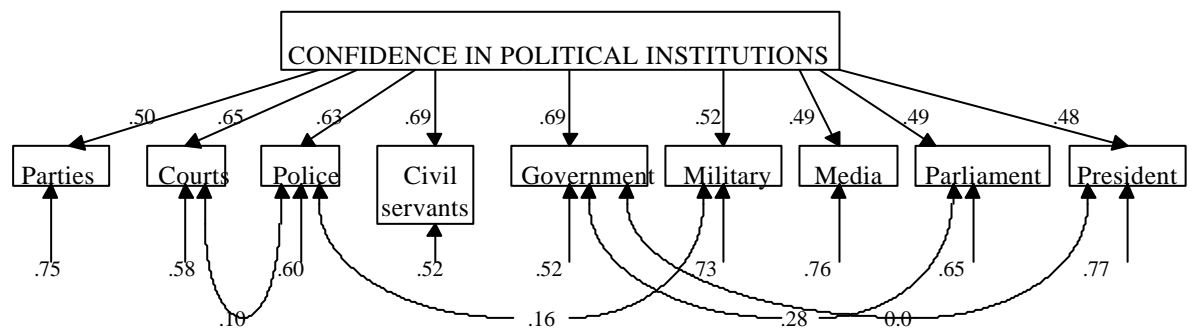 CONFIDENCE IN POLITICAL INSTITUTIONS
.50 .65 .63 .69 .69 .52 .49 .49 .48
Parties Courts Police Civil servants Government Military Media Parliament President
.75 .58 .60 .52 .52 .73 .76 .65 .77
.10 .16 .28 0.0